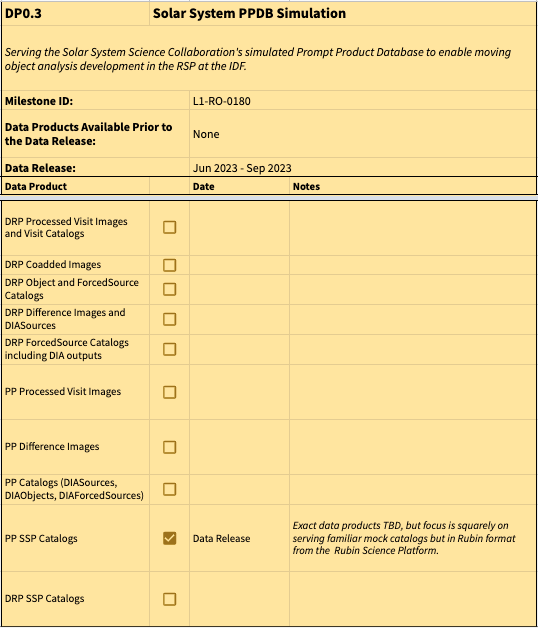 DP0.3 Solar System PPDB Simulation
Serving the Solar System Science Collaboration's simulated Prompt Product Database to enable moving
object analysis development in the RSP at the IDF.
Milestone ID: L1-RO-0180
Data Products Available Prior to
the Data Release: None
Data Release: Jun 2023 - Sep 2023
Data Product Date Notes
DRP Processed Visit Images
and Visit Catalogs
DRP Coadded Images
DRP Object and ForcedSource
Catalogs
DRP Difference Images and
DIASources
DRP ForcedSource Catalogs
including DIA outputs
PP Processed Visit Images
PP Difference Images
PP Catalogs (DIASources,
DIAObjects, DIAForcedSources)
PP SSP Catalogs Data Release
Exact data products TBD, but focus is squarely on
serving familiar mock catalogs but in Rubin format
from the Rubin Science Platform.
DRP SSP Catalogs